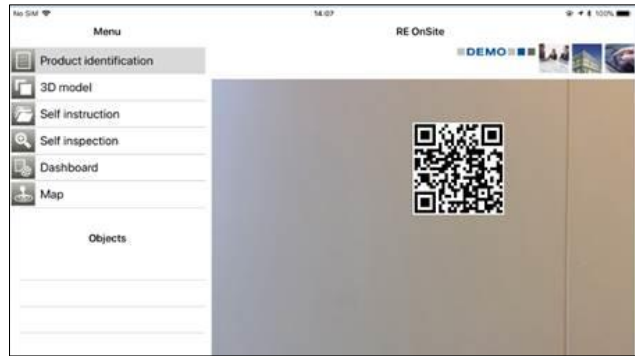 No SIM
14:07
100%
Menu
RE OnSite
DEMO
Product identification
3D model
Self instruction
Self inspection
Dashboard
Map
Objects